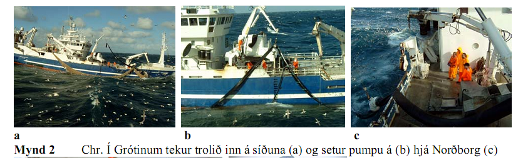 a b c
Mynd 2 Chr. Í Grótinum tekur trolið inn á síðuna (a) og setur pumpu á (b) hjá Norðborg (c)